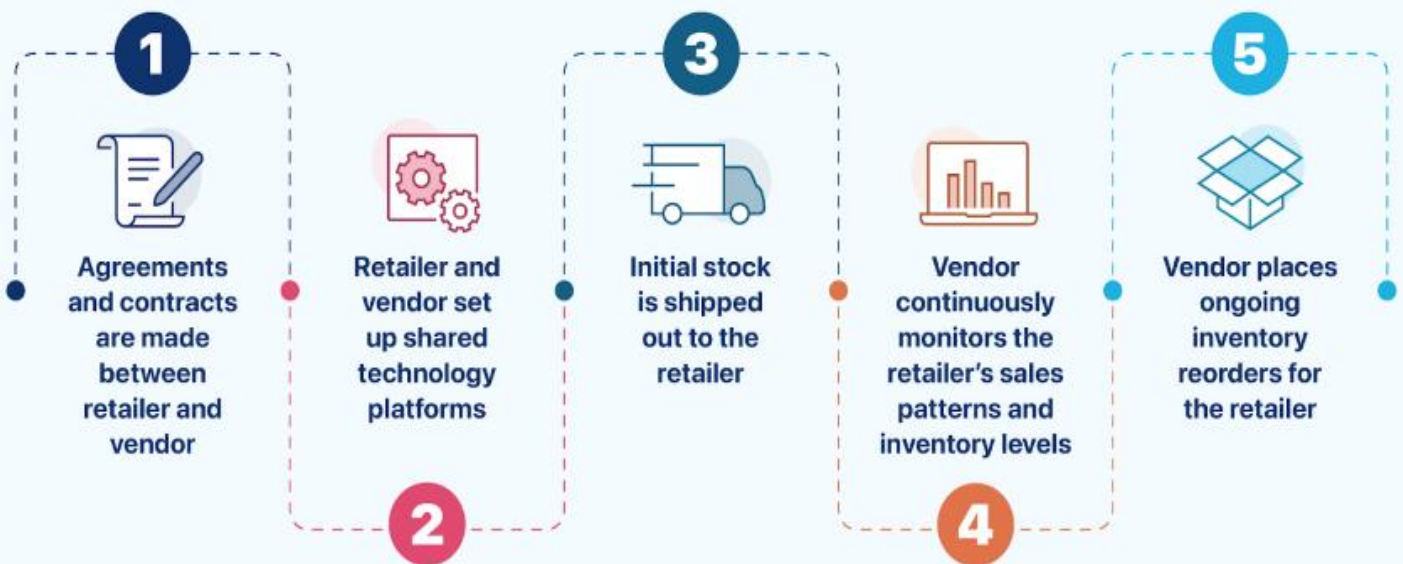 1
Agreements
and contracts
are made
between
retailer and
vendor
2
Retailer and
vendor set
up shared
technology
platforms
3
Initial stock
is shipped
out to the
retailer
4
Vendor
continuously
monitors the
retailer's sales
patterns and
inventory levels
5
Vendor places
ongoing
inventory
reorders for
the retailer